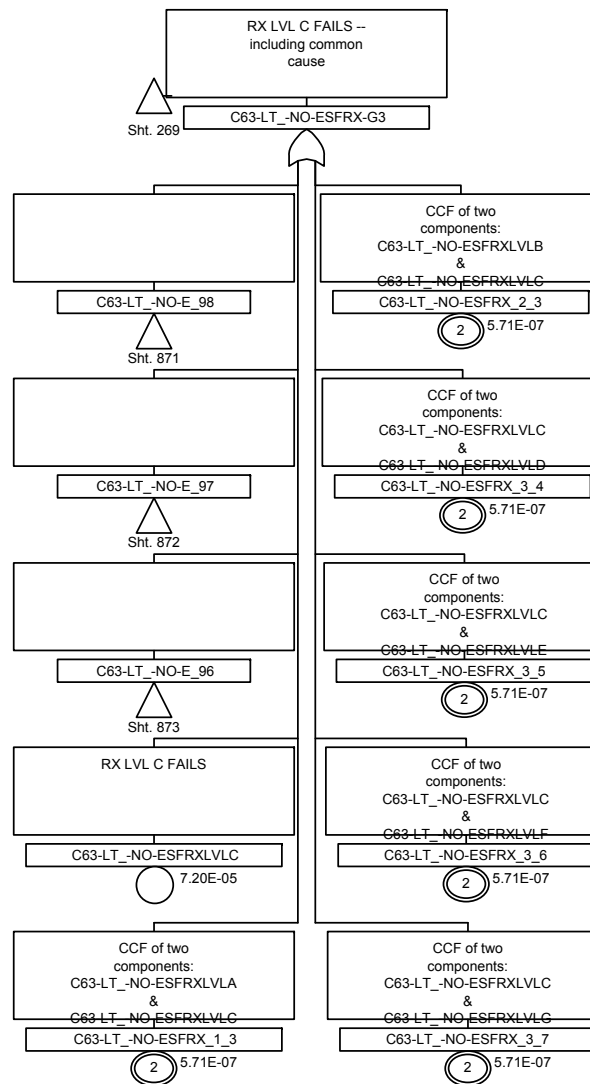 RX LVL C FAILS --
including common
cause
Sht. 269
C63-LT_-NO-ESFRX-G3
C63-LT_-NO-E_98
Sht. 871
CCF of two
components:
C63-LT_-NO-ESFRXLVLB
&
C63-LT_-NO-ESFRXLVLC
C63-LT_-NO-ESFRX_2_3
2
5.71E-07
C63-LT_-NO-E_97
Sht. 872
CCF of two
components:
C63-LT_-NO-ESFRXLVLC
&
C63-LT_-NO-ESFRXLVLD
C63-LT_-NO-ESFRX_3_4
2
5.71E-07
C63-LT_-NO-E_96
Sht. 873
CCF of two
components:
C63-LT_-NO-ESFRXLVLC
&
C63-LT_-NO-ESFRXLVLE
C63-LT_-NO-ESFRX_3_5
2
5.71E-07
RX LVL C FAILS
C63-LT_-NO-ESFRXLVLC
7.20E-05
CCF of two
components:
C63-LT_-NO-ESFRXLVLC
&
C63-LT_-NO-ESFRXLVLF
C63-LT_-NO-ESFRX_3_6
2
5.71E-07
CCF of two
components:
C63-LT_-NO-ESFRXLVLA
&
C63-LT_-NO-ESFRXLVLC
C63-LT_-NO-ESFRX_1_3
2
5.71E-07
CCF of two
components:
C63-LT_-NO-ESFRXLVLC
&
C63-LT_-NO-ESFRXLVLG
C63-LT_-NO-ESFRX_3_7
2
5.71E-07